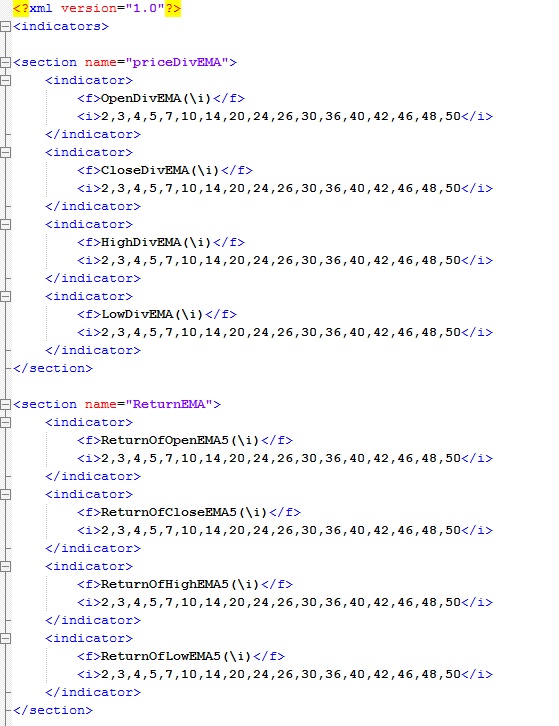 <?xml version="1.0"?>
<indicators>
<section name="priceDivEMA">
<indicator>
<f>OpenDivEMA(\i)</f>
<i>2,3,4,5,7,10,14,20,24,26,30,36,40,42,46,48,50</i>
</indicator>
<indicator>
<f>CloseDivEMA(\i)</f>
<i>2,3,4,5,7,10,14,20,24,26,30,36,40,42,46,48,50</i>
</indicator>
<indicator>
<f>HighDivEMA(\i)</f>
<i>2,3,4,5,7,10,14,20,24,26,30,36,40,42,46,48,50</i>
</indicator>
<indicator>
<f>LowDivEMA(\i)</f>
<i>2,3,4,5,7,10,14,20,24,26,30,36,40,42,46,48,50</i>
</indicator>
</section>
<section name="ReturnEMA">
<indicator>
<f>ReturnOfOpenEMA5(\i)</f>
<i>2,3,4,5,7,10,14,20,24,26,30,36,40,42,46,48,50</i>
</indicator>
<indicator>
<f>ReturnOfCloseEMA5(\i)</f>
<i>2,3,4,5,7,10,14,20,24,26,30,36,40,42,46,48,50</i>
</indicator>
<indicator>
<f>ReturnOfHighEMA5(\i)</f>
<i>2,3,4,5,7,10,14,20,24,26,30,36,40,42,46,48,50</i>
</indicator>
<indicator>
<f>ReturnOfLowEMA5(\i)</f>
<i>2,3,4,5,7,10,14,20,24,26,30,36,40,42,46,48,50</i>
</indicator>
</section>